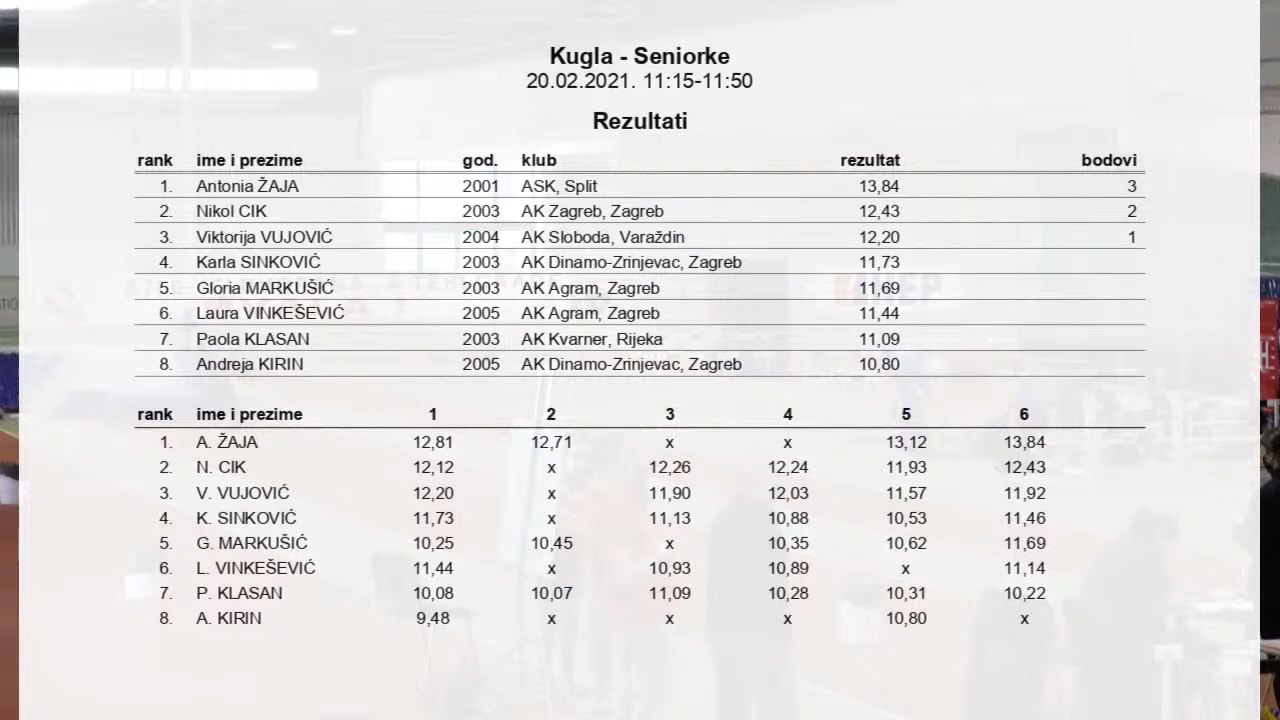 Kugla - Seniorke
20.02.2021. 11:15-11:50
Rezultati
rank ime i prezime god. klub rezultat bodovi
1. Antonia ŽAJA 2001 ASK, Split 13,84 3
2. Nikol CIK 2003 AK Zagreb, Zagreb 12,43 2
3. Viktorija VUJOVIĆ 2004 AK Sloboda, Varaždin 12,20 1
4. Karla SINKOVIĆ 2003 AK Dinamo-Zrinjevac, Zagreb 11,73
5. Gloria MARKUŠIĆ 2003 AK Agram, Zagreb 11,69
6. Laura VINKEŠEVIĆ 2005 AK Agram, Zagreb 11,44
7. Paola KLASAN 2003 AK Kvarner, Rijeka 11,09
8. Andreja KIRIN 2005 AK Dinamo-Zrinjevac, Zagreb 10,80
rank ime i prezime 1 2 3 4 5 6
1. A. ŽAJA 12,81 12,71 x x 13,12 13,84
2. N. CIK 12,12 x 12,26 12,24 11,93 12,43
3. V. VUJOVIĆ 12,20 x 11,90 12,03 11,57 11,92
4. K. SINKOVIĆ 11,73 x 11,13 10,88 10,53 11,46
5. G. MARKUŠIĆ 10,25 10,45 x 10,35 10,62 11,69
6. L. VINKEŠEVIĆ 11,44 x 10,93 10,89 x 11,14
7. P. KLASAN 10,08 10,07 11,09 10,28 10,31 10,22
8. A. KIRIN 9,48 x x x 10,80 x